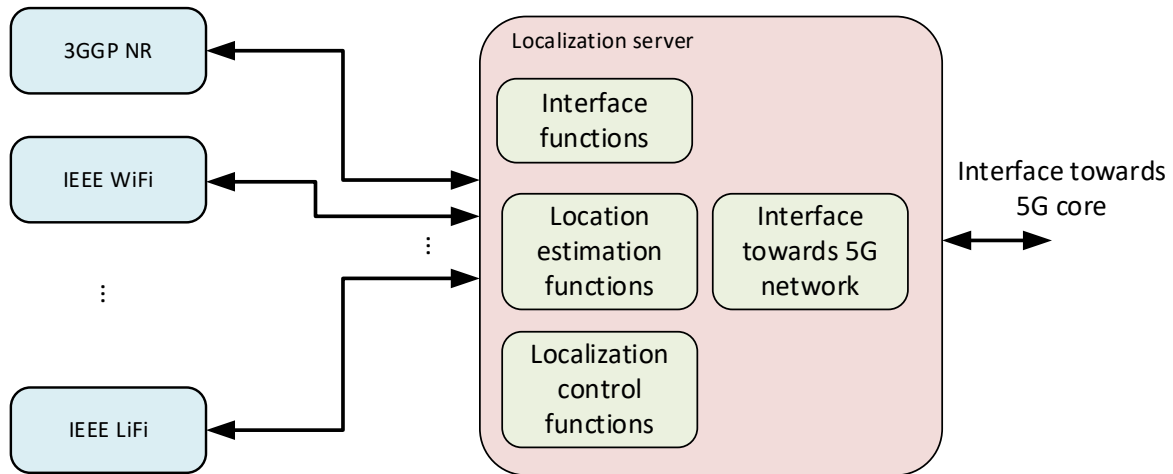 3GGP NR
IEEE WiFi
⋮
IEEE LiFi
⋮
Localization server
Interface
functions
Location
estimation
functions
Interface
towards 5G
network
Localization
control
functions
Interface towards
5G core